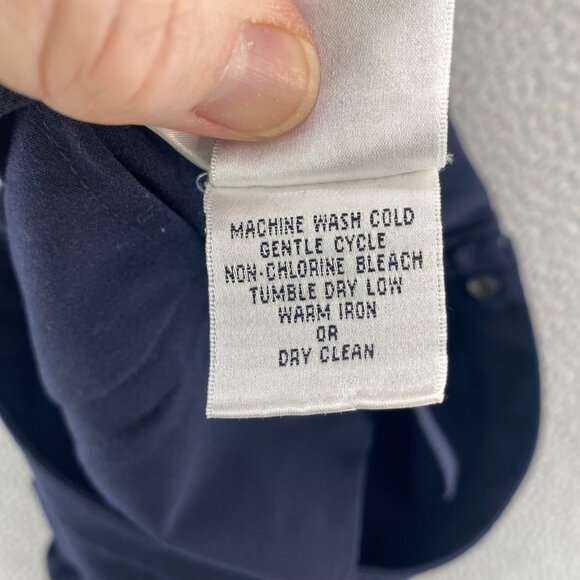 MACHINE WASH COLD
GENTLE CYCLE
NON-CHLORINE BLEACH
TUMBLE DRY LOW
WARM IRON
OR
DRY CLEAN